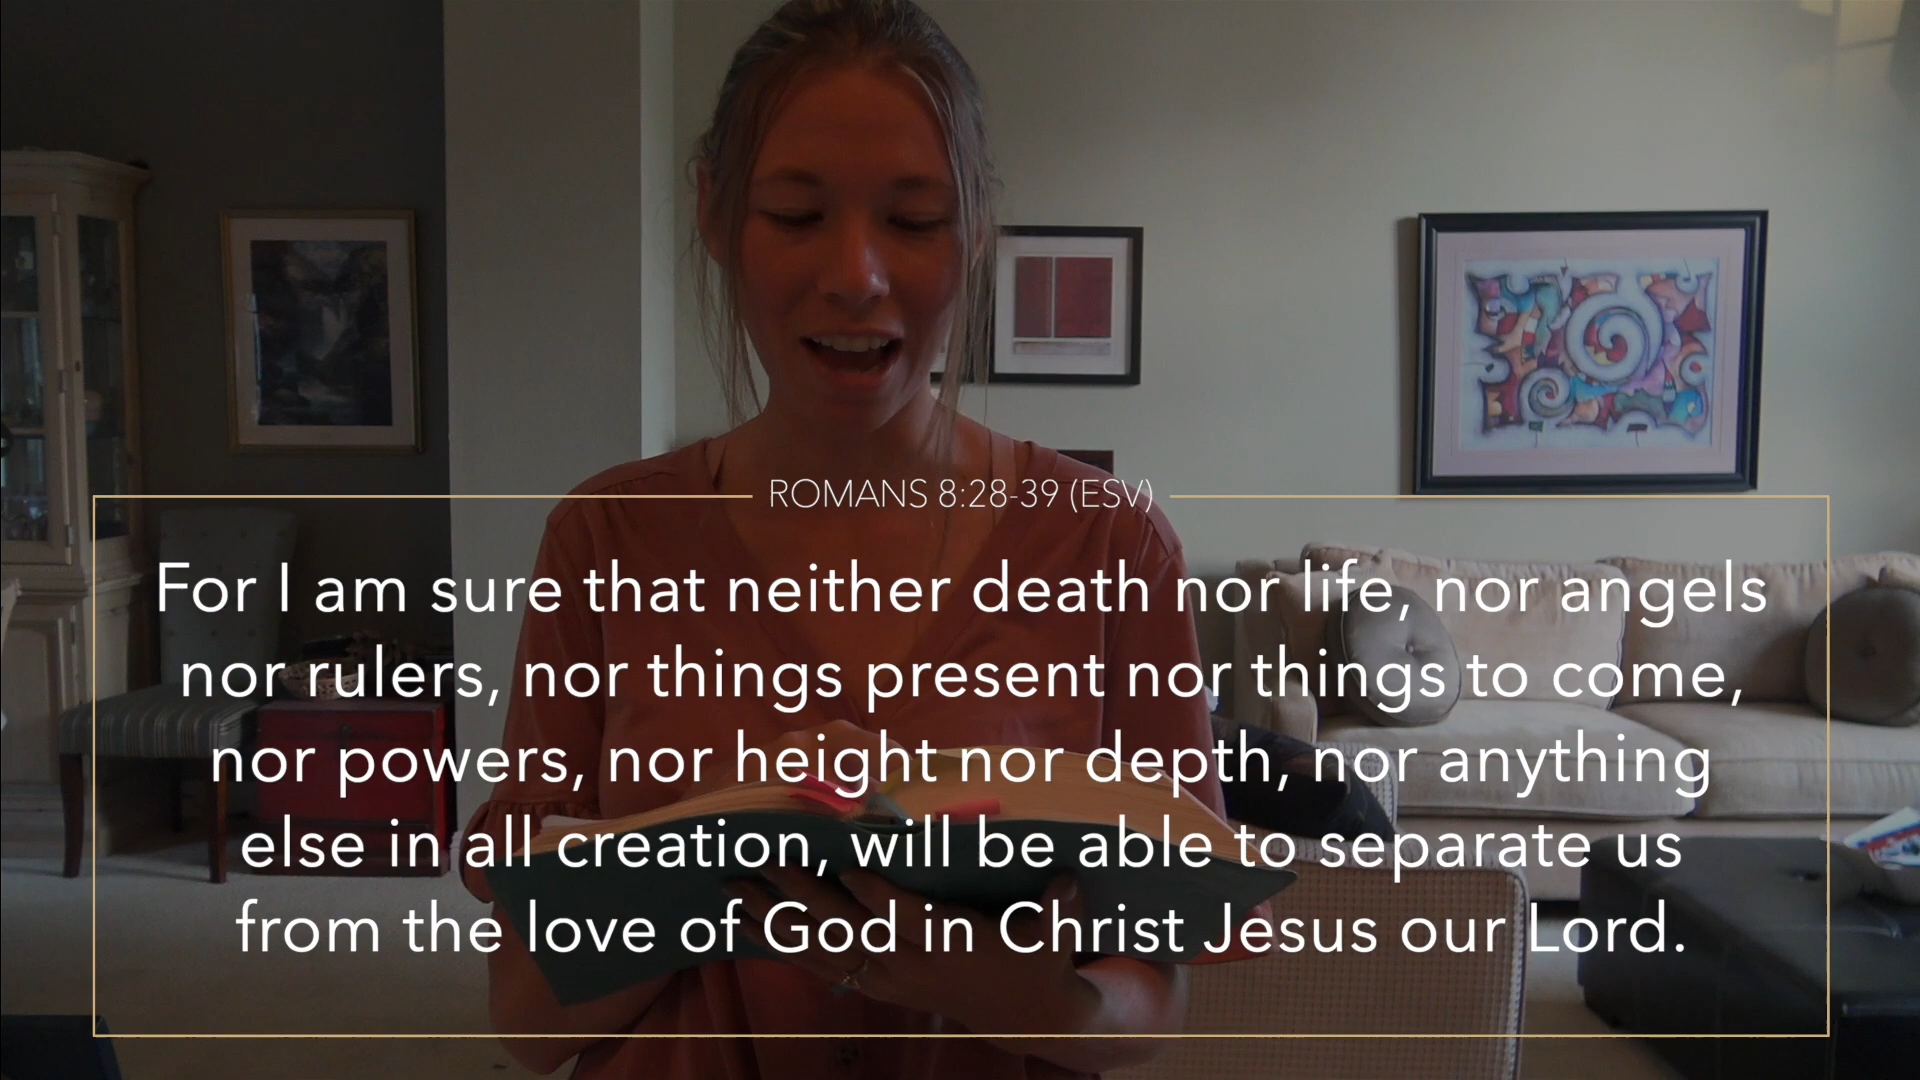 ROMANS 8:28-39 (ESV)
For I am sure that neither death nor life, nor angels
nor rulers, nor things present nor things to come,
nor powers, nor height nor depth, nor anything
else in all creation, will be able to separate us
from the love of God in Christ Jesus our Lord.